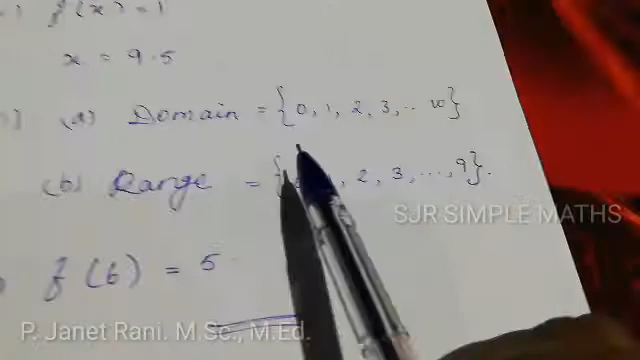 f(x) = 1
x = 9.5
(a) Domain = {0, 1, 2, 3, .. 10}
(b) Range = { , 2, 3, ..., 9}.
SJR SIMPLE MATHS
f(6) = 5
P. Janet Rani. M.Sc., M.Ed.